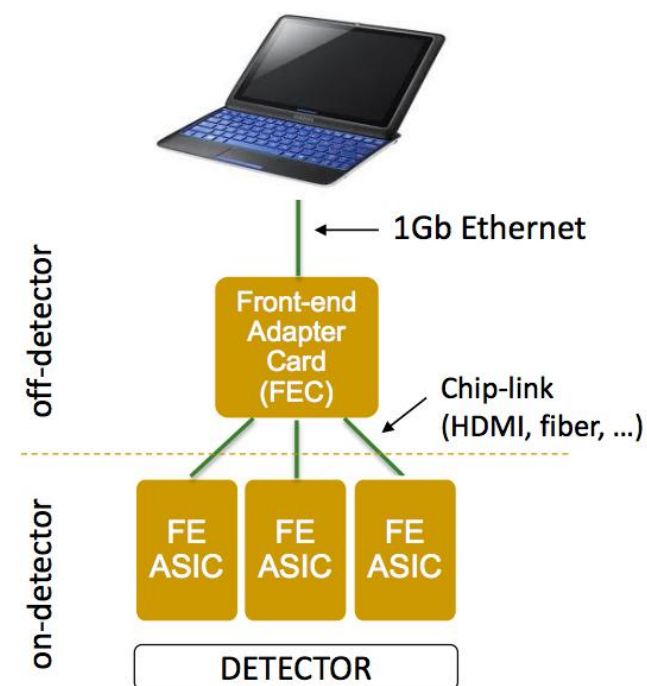 1Gb Ethernet
off-detector
Front-end
Adapter
Card
(FEC)
Chip-link
(HDMI, fiber, ...)
on-detector
FE
ASIC
FE
ASIC
FE
ASIC
DETECTOR